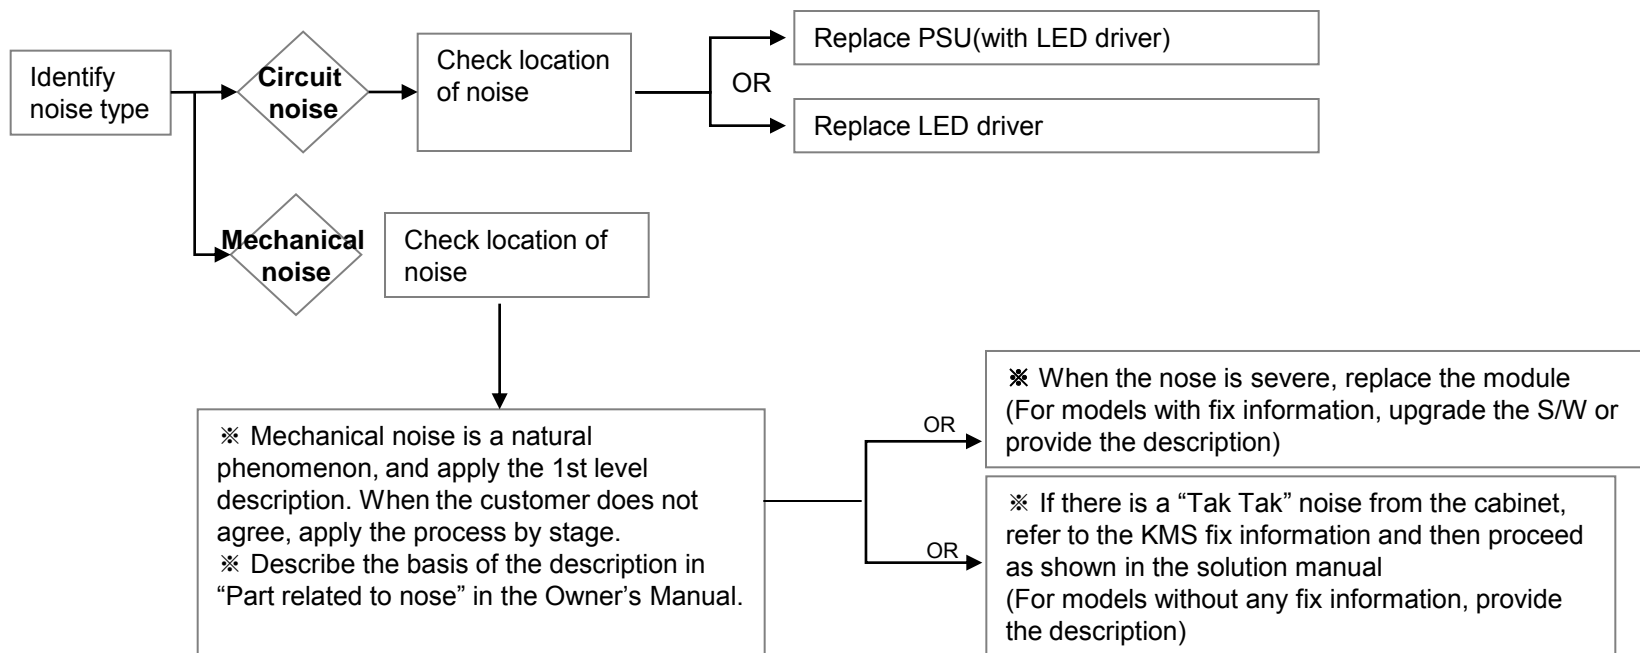 Identify
noise type
Circuit
noise
Check location
of noise
OR
Replace PSU(with LED driver)
Replace LED driver
Mechanical
noise
Check location of
noise
※ Mechanical noise is a natural
phenomenon, and apply the 1st level
description. When the customer does not
agree, apply the process by stage.
※ Describe the basis of the description in
“Part related to nose” in the Owner’s Manual.
OR
※ When the nose is severe, replace the module
(For models with fix information, upgrade the S/W or
provide the description)
OR
※ If there is a “Tak Tak” noise from the cabinet,
refer to the KMS fix information and then proceed
as shown in the solution manual
(For models without any fix information, provide
the description)